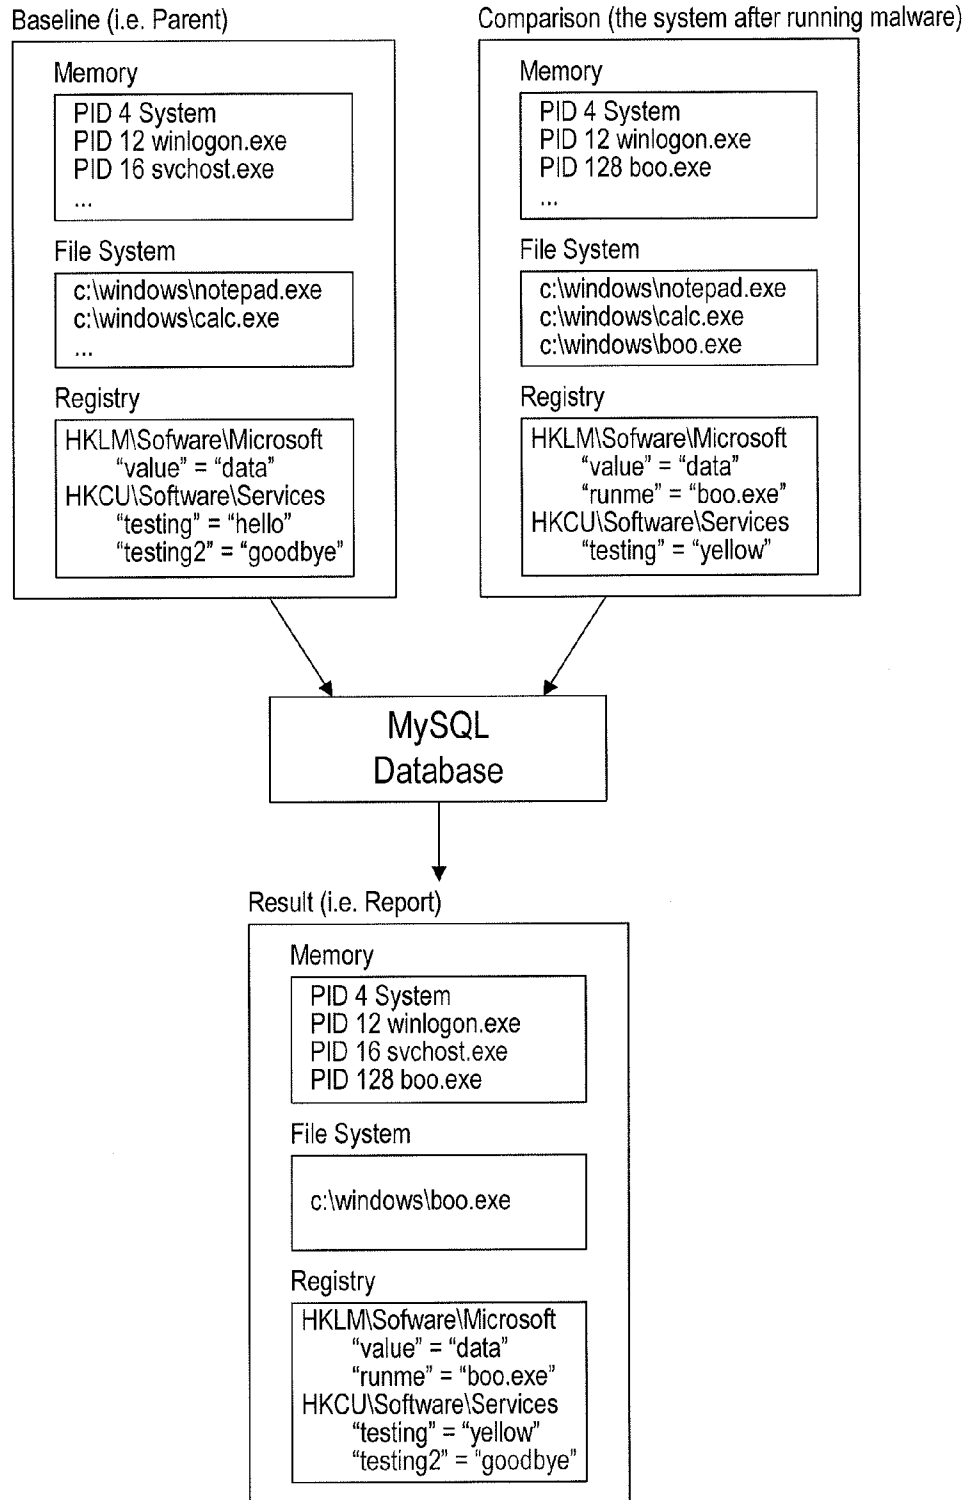 Baseline (i.e. Parent)
Memory
PID 4 System
PID 12 winlogon.exe
PID 16 svchost.exe
...
File System
c:\windows\notepad.exe
c:\windows\calc.exe
...
Registry
HKLM\Sofware\Microsoft
“value” = “data”
HKCU\Software\Services
“testing” = “hello”
“testing2” = “goodbye”
Comparison (the system after running malware)
Memory
PID 4 System
PID 12 winlogon.exe
PID 128 boo.exe
...
File System
c:\windows\notepad.exe
c:\windows\calc.exe
c:\windows\boo.exe
Registry
HKLM\Sofware\Microsoft
“value” = “data”
“runme” = “boo.exe”
HKCU\Software\Services
“testing” = “yellow”
MySQL
Database
Result (i.e. Report)
Memory
PID 4 System
PID 12 winlogon.exe
PID 16 svchost.exe
PID 128 boo.exe
File System
c:\windows\boo.exe
Registry
HKLM\Sofware\Microsoft
“value” = “data”
“runme” = “boo.exe”
HKCU\Software\Services
“testing” = “yellow”
“testing2” = “goodbye”